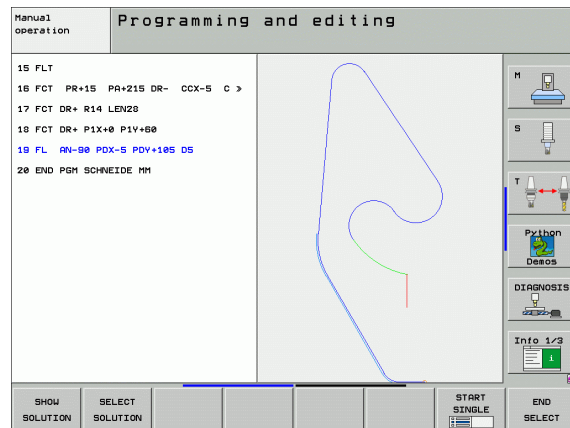 Manual
operation
Programming and editing
15 FLT
16 FCT PR+15 PA+215 DR- CCX-5 C »
17 FCT DR+ R14 LEN28
18 FCT DR+ P1X+0 P1Y+60
19 FL AN-90 PDX-5 PDY+105 D5
20 END PGM SCHNEIDE MM
M
S
T
Python
Demos
DIAGNOSIS
Info 1/3
i
SHOW
SOLUTION
SELECT
SOLUTION
START
SINGLE
END
SELECT